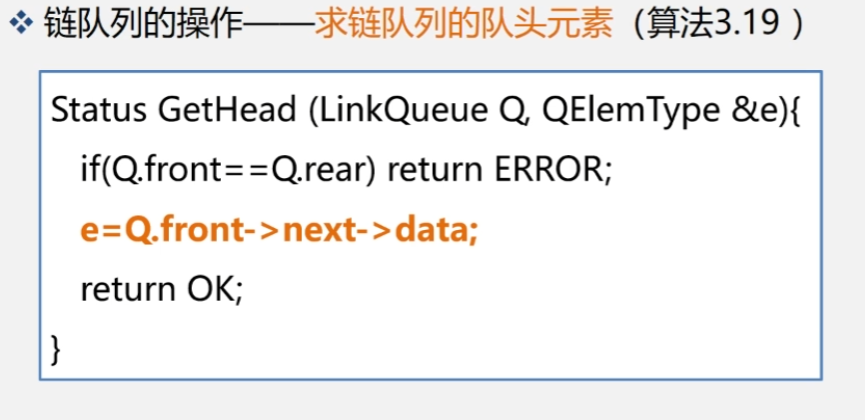 ❖ 链队列的操作——求链队列的队头元素（算法3.19 ）
Status GetHead (LinkQueue Q, QElemType &e){
if(Q.front==Q.rear) return ERROR;
e=Q.front->next->data;
return OK;
}